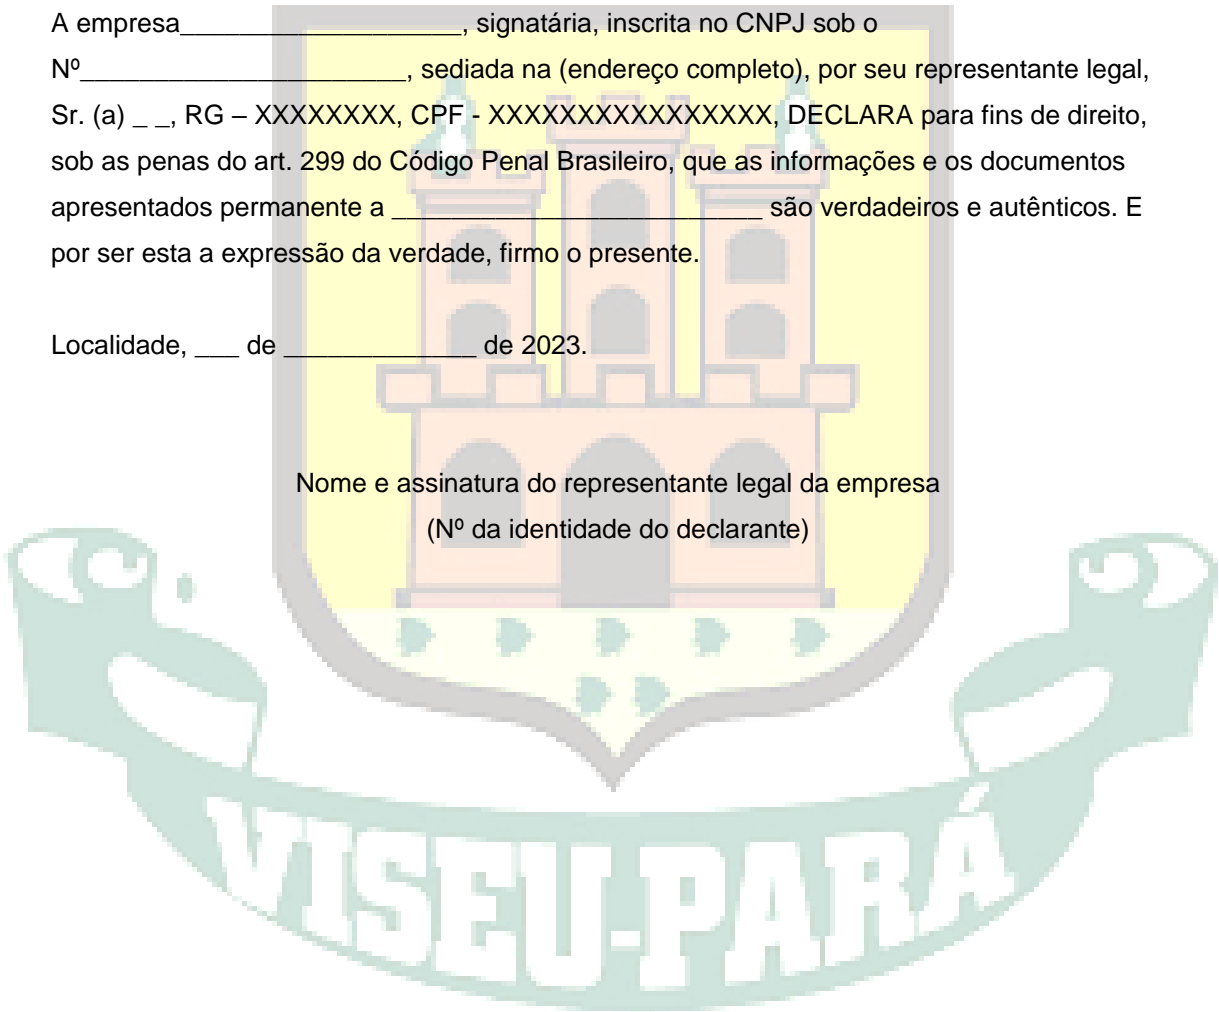 A empresa___________________, signatária, inscrita no CNPJ sob o
Nº______________________, sediada na (endereço completo), por seu representante legal,
Sr. (a) _ _, RG – XXXXXXXX, CPF - XXXXXXXXXXXXXXXX, DECLARA para fins de direito,
sob as penas do art. 299 do Código Penal Brasileiro, que as informações e os documentos
apresentados permanente a _________________________ são verdadeiros e autênticos. E
por ser esta a expressão da verdade, firmo o presente.
Localidade, ___ de _____________ de 2023.
Nome e assinatura do representante legal da empresa
(Nº da identidade do declarante)
VISEU-PARÁ